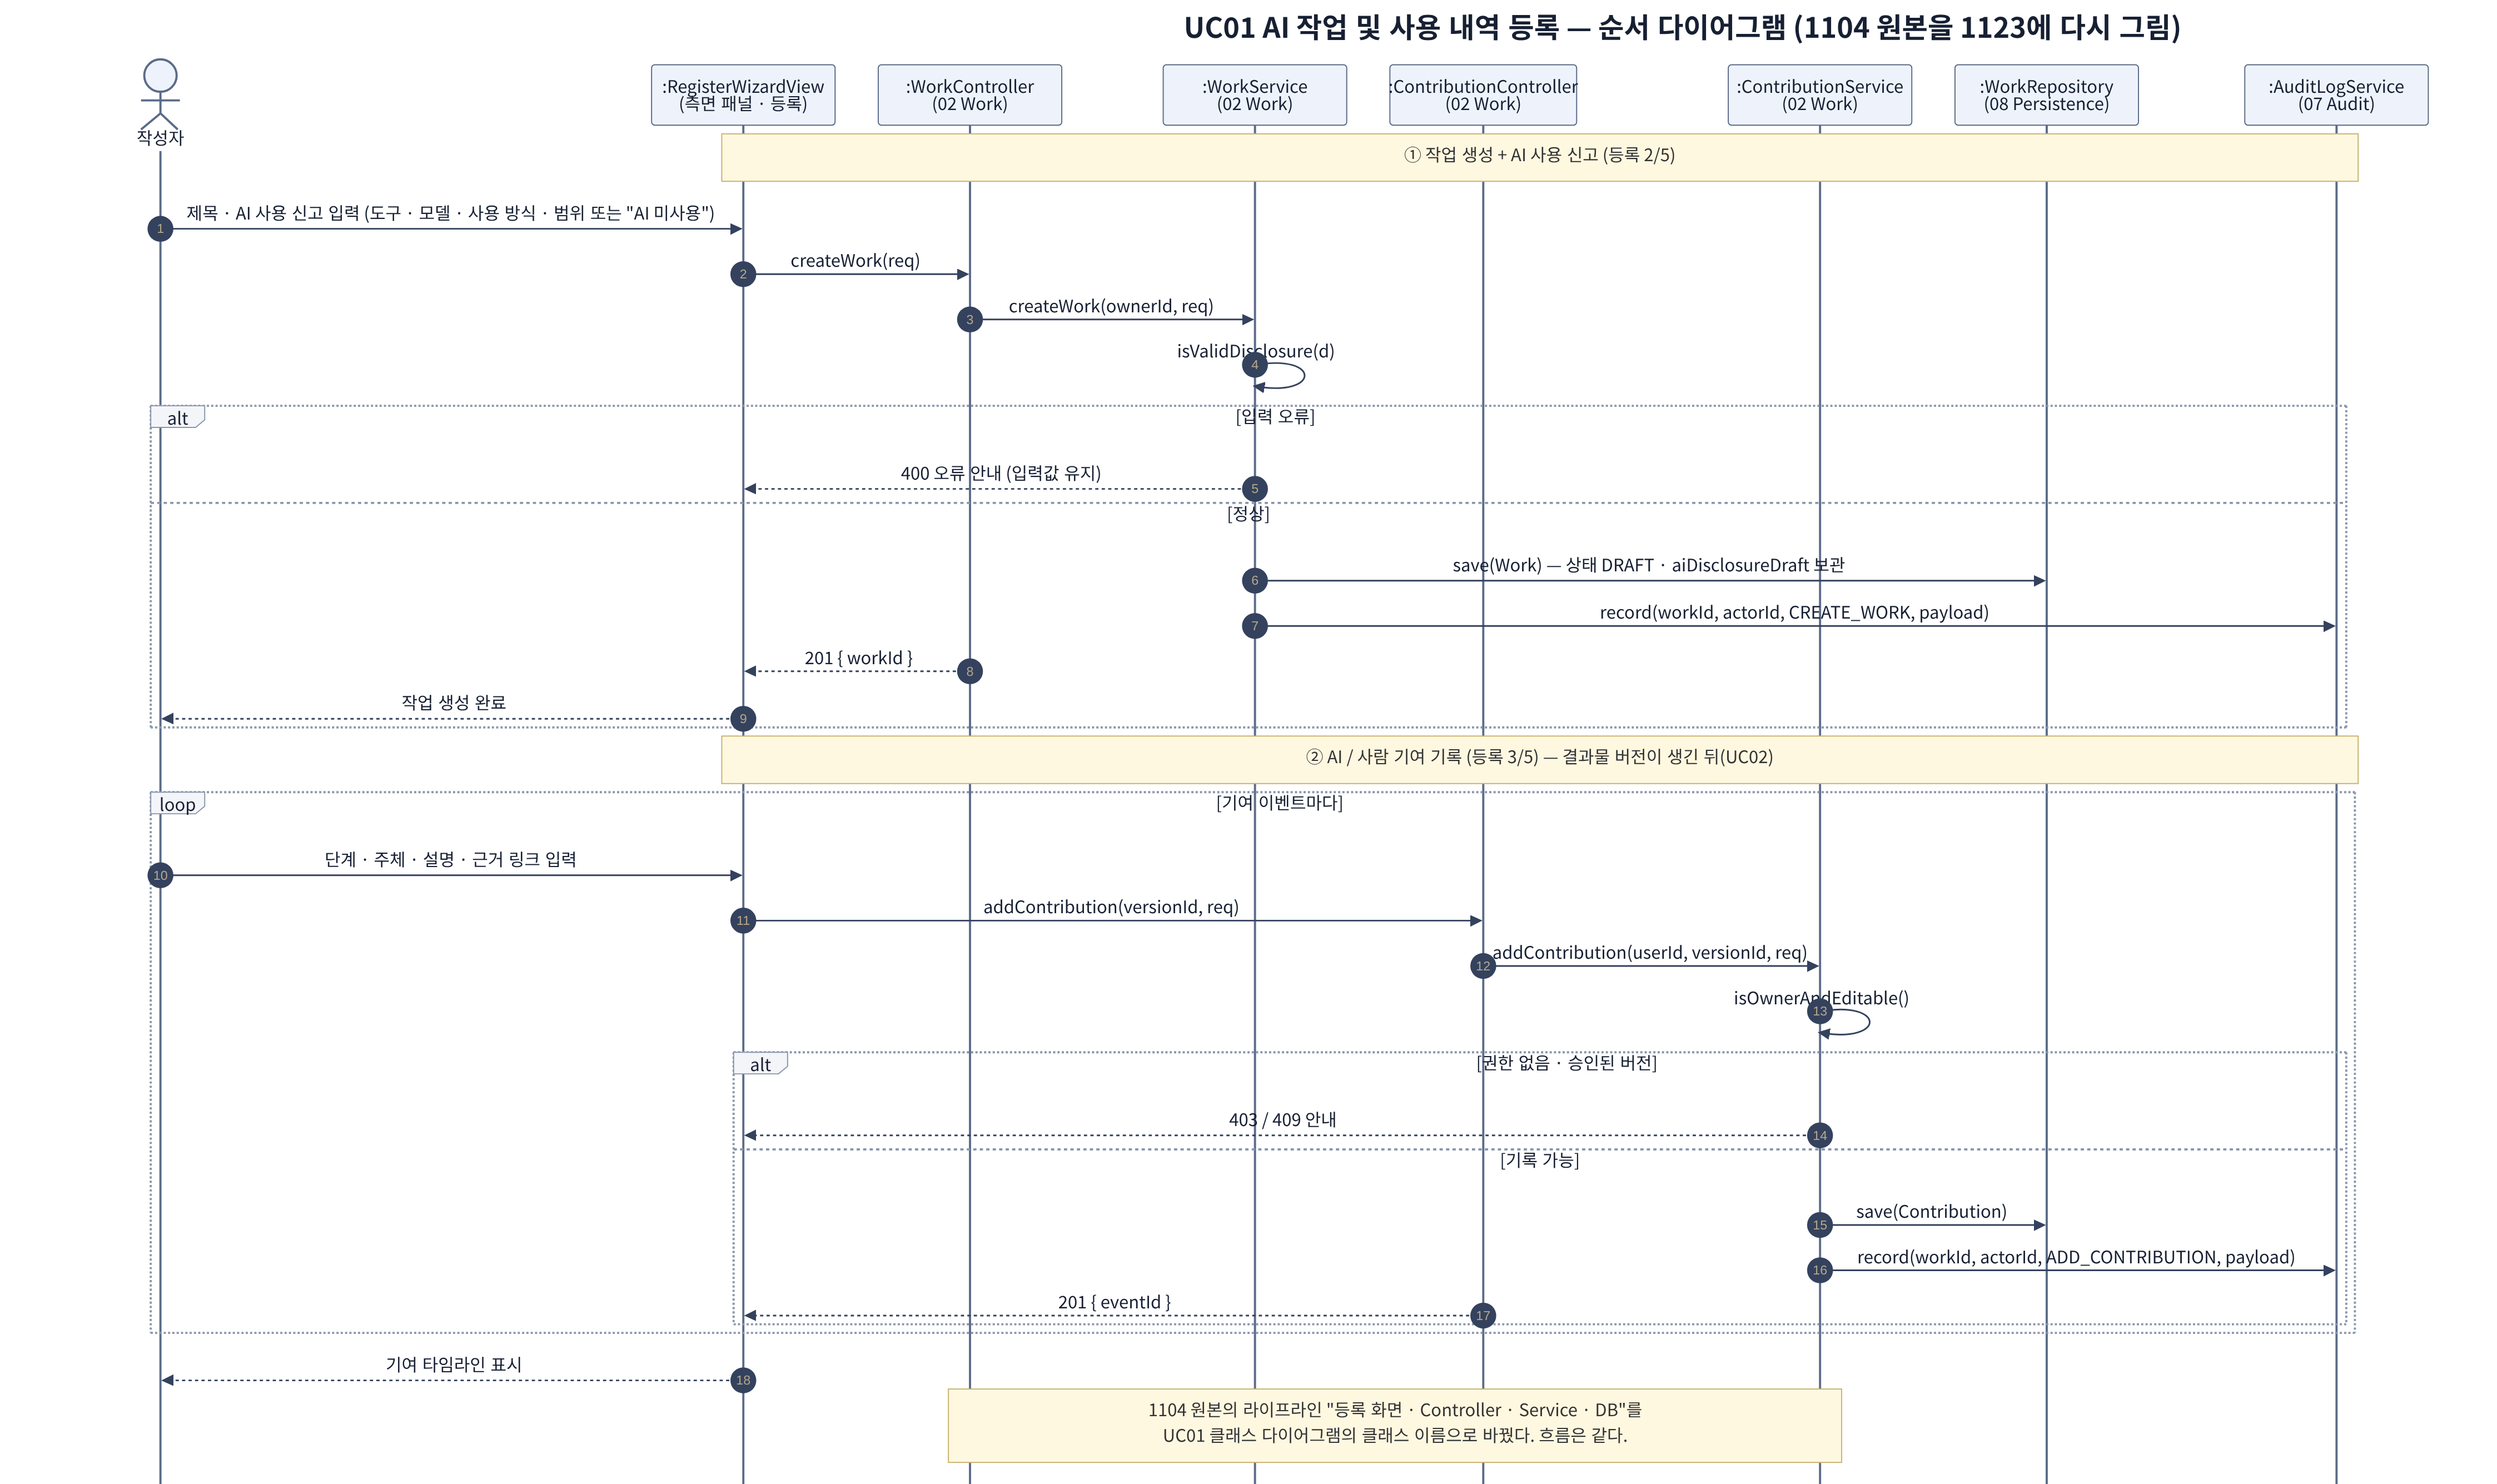 UC01 AI 작업 및 사용 내역 등록 — 순서 다이어그램 (1104 원본을 1123에 다시 그림)
작성자
:RegisterWizardView
(측면 패널 · 등록)
:WorkController
(02 Work)
:WorkService
(02 Work)
:ContributionController
(02 Work)
:ContributionService
(02 Work)
:WorkRepository
(08 Persistence)
:AuditLogService
(07 Audit)
① 작업 생성 + AI 사용 신고 (등록 2/5)
제목 · AI 사용 신고 입력 (도구 · 모델 · 사용 방식 · 범위 또는 "AI 미사용")
1
createWork(req)
2
createWork(ownerId, req)
3
isValidDisclosure(d)
4
alt
[입력 오류]
400 오류 안내 (입력값 유지)
5
[정상]
save(Work) — 상태 DRAFT · aiDisclosureDraft 보관
6
record(workId, actorId, CREATE_WORK, payload)
7
201 { workId }
8
작업 생성 완료
9
② AI / 사람 기여 기록 (등록 3/5) — 결과물 버전이 생긴 뒤(UC02)
loop
[기여 이벤트마다]
단계 · 주체 · 설명 · 근거 링크 입력
10
addContribution(versionId, req)
11
addContribution(userId, versionId, req)
12
isOwnerAndEditable()
13
alt
[권한 없음 · 승인된 버전]
403 / 409 안내
14
[기록 가능]
save(Contribution)
15
record(workId, actorId, ADD_CONTRIBUTION, payload)
16
201 { eventId }
17
기여 타임라인 표시
18
1104 원본의 라이프라인 "등록 화면 · Controller · Service · DB"를
UC01 클래스 다이어그램의 클래스 이름으로 바꿨다. 흐름은 같다.